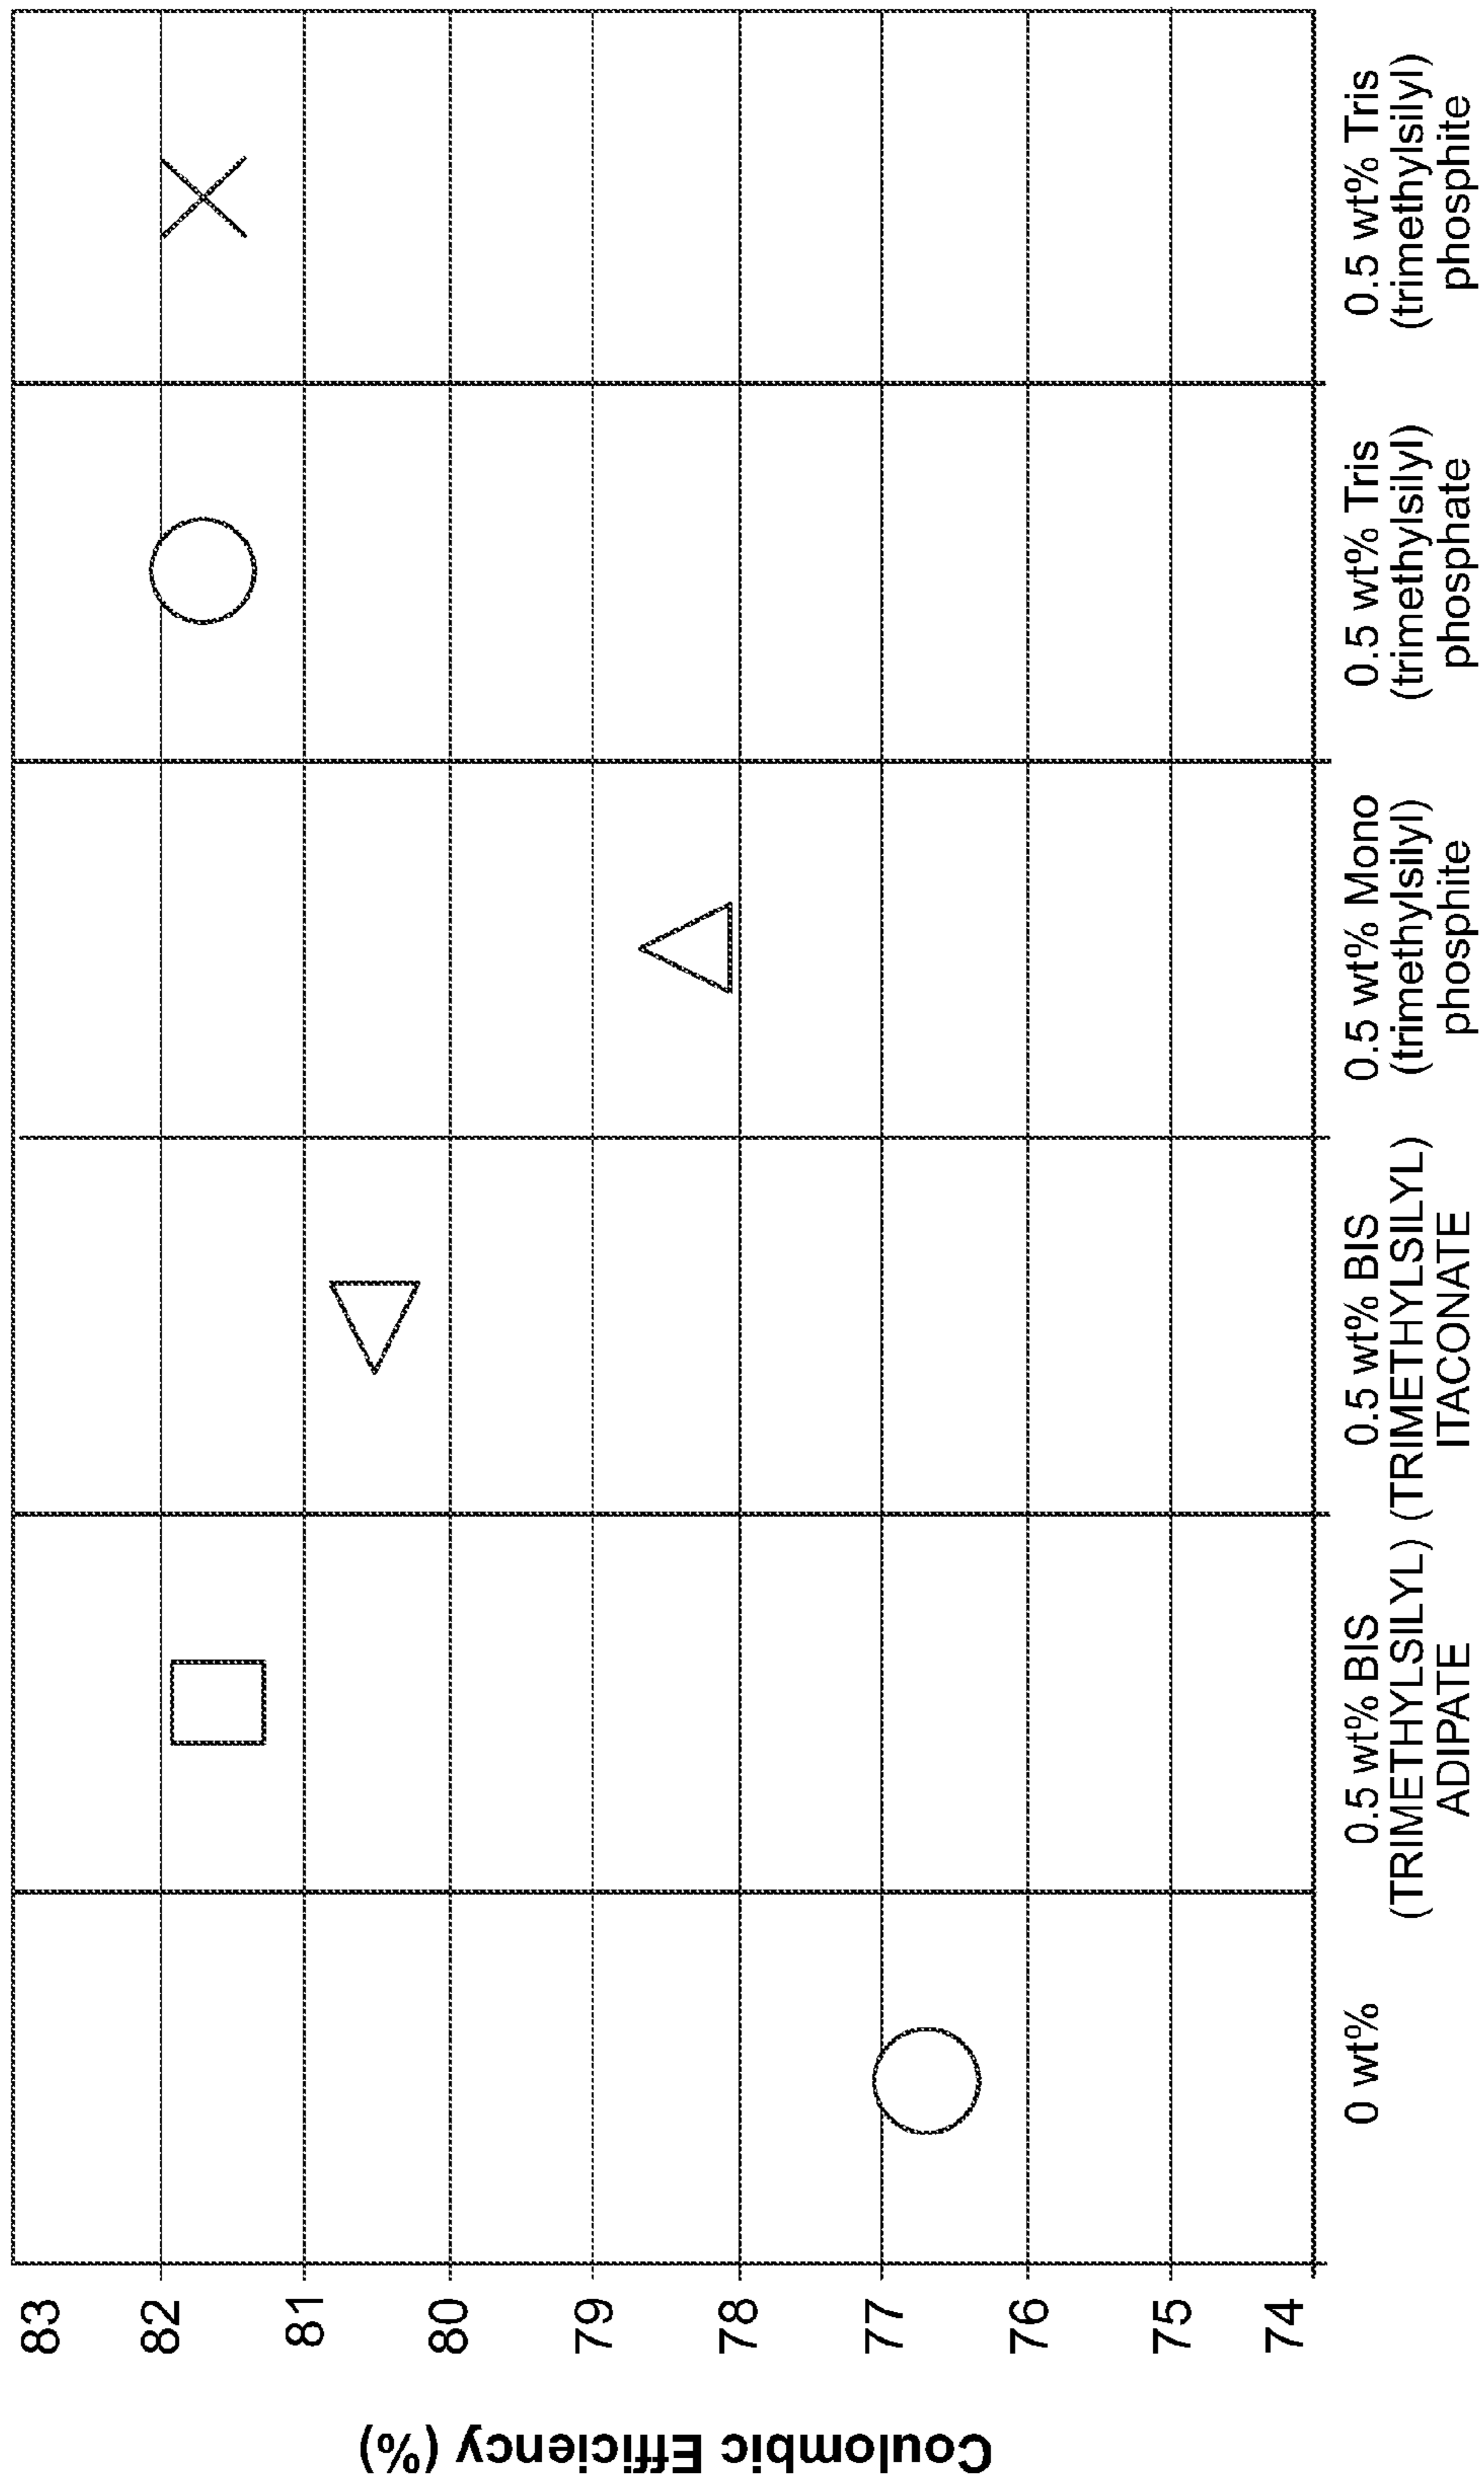 Coulombic Efficiency (%)
83
82
81
80
79
78
77
76
75
74
0 wt%
0.5 wt% BIS
(TRIMETHYLSILYL)
ADIPATE
0.5 wt% BIS
(TRIMETHYLSILYL)
ITACONATE
0.5 wt% Mono
(trimethylsilyl)
phosphite
0.5 wt% Tris
(trimethylsilyl)
phosphate
0.5 wt% Tris
(trimethylsilyl)
phosphite